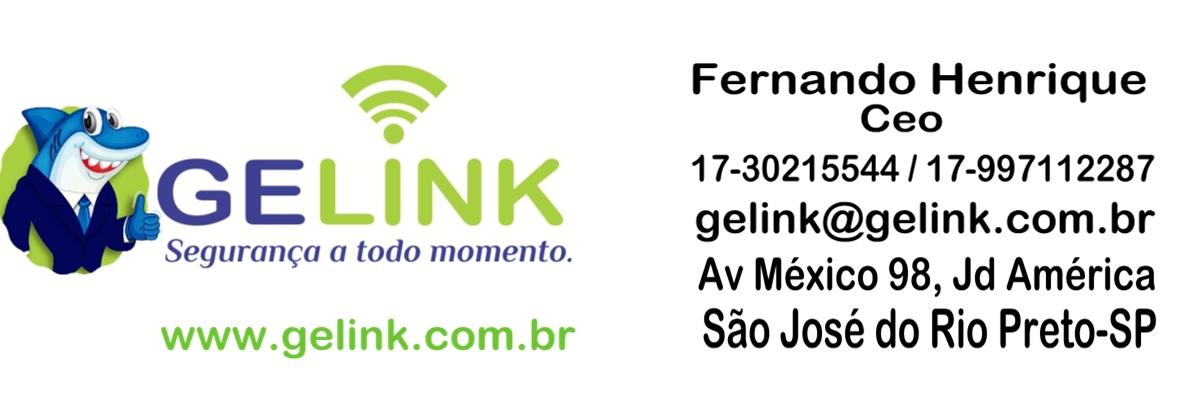 GELINK
Segurança a todo momento.
www.gelink.com.br
Fernando Henrique
Ceo
17-30215544 / 17-997112287
gelink@gelink.com.br
Av México 98, Jd América
São José do Rio Preto-SP